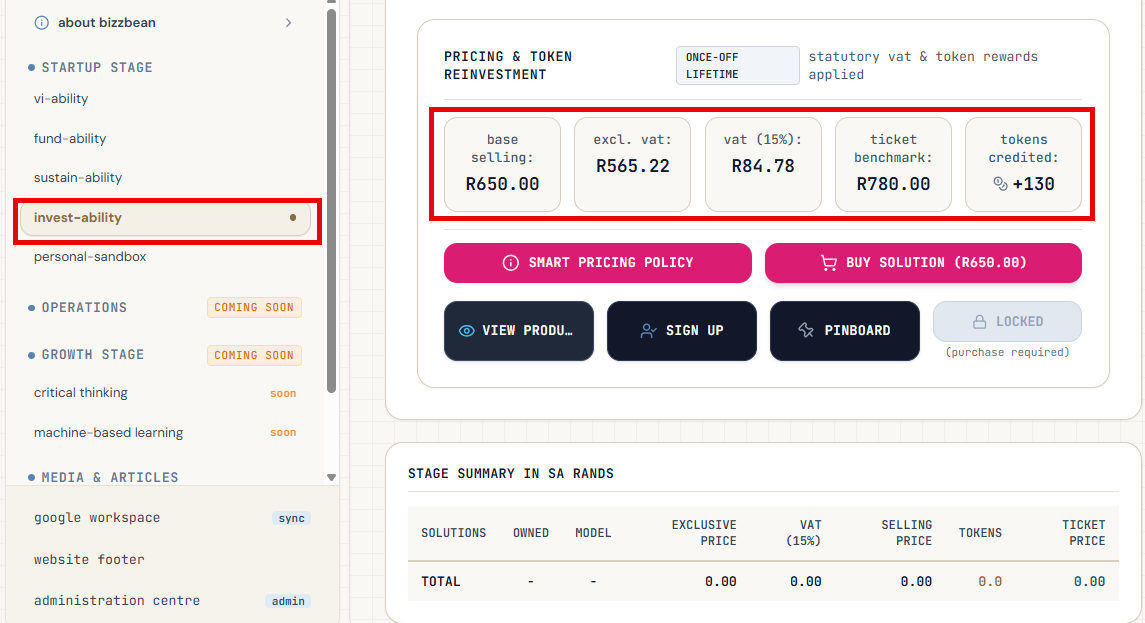 about bizzbean
STARTUP STAGE
vi-ability
fund-ability
sustain-ability
invest-ability
personal-sandbox
OPERATIONS COMING SOON
GROWTH STAGE COMING SOON
critical thinking soon
machine-based learning soon
MEDIA & ARTICLES
google workspace sync
website footer
administration centre admin
PRICING & TOKEN
REINVESTMENT
ONCE-OFF
LIFETIME
statutory vat & token rewards
applied
base
selling:
R650.00
excl. vat:
R565.22
vat (15%):
R84.78
ticket
benchmark:
R780.00
tokens
credited:
+130
SMART PRICING POLICY
BUY SOLUTION (R650.00)
VIEW PRODU…
SIGN UP
PINBOARD
LOCKED
(purchase required)
STAGE SUMMARY IN SA RANDS
SOLUTIONS OWNED MODEL EXCLUSIVE PRICE VAT (15%) SELLING PRICE TOKENS TICKET PRICE
TOTAL - - 0.00 0.00 0.00 0.0 0.00